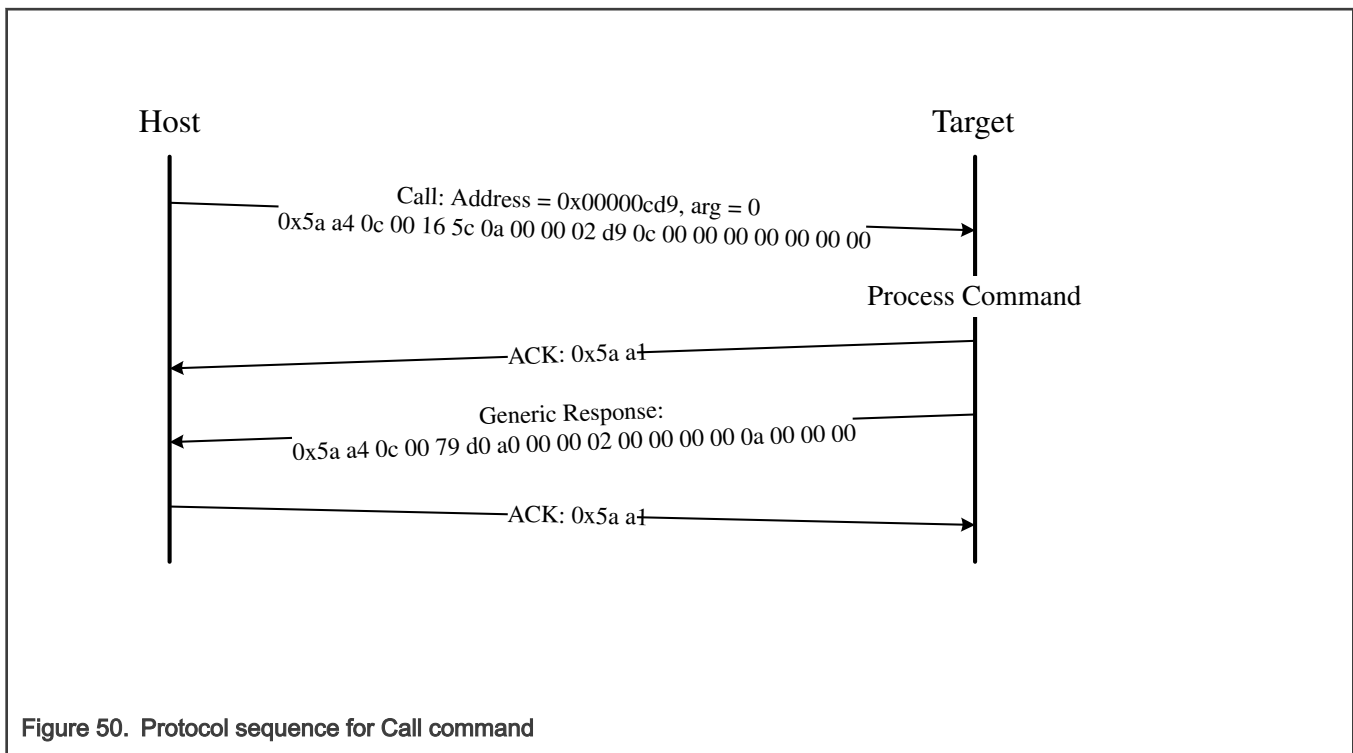 Host
Target
Call: Address = 0x00000cd9, arg = 0
0x5a a4 0c 00 16 5c 0a 00 00 02 d9 0c 00 00 00 00 00 00
Process Command
ACK: 0x5a a1
Generic Response:
0x5a a4 0c 00 79 d0 a0 00 00 02 00 00 00 00 0a 00 00 00
ACK: 0x5a a1
Figure 50. Protocol sequence for Call command